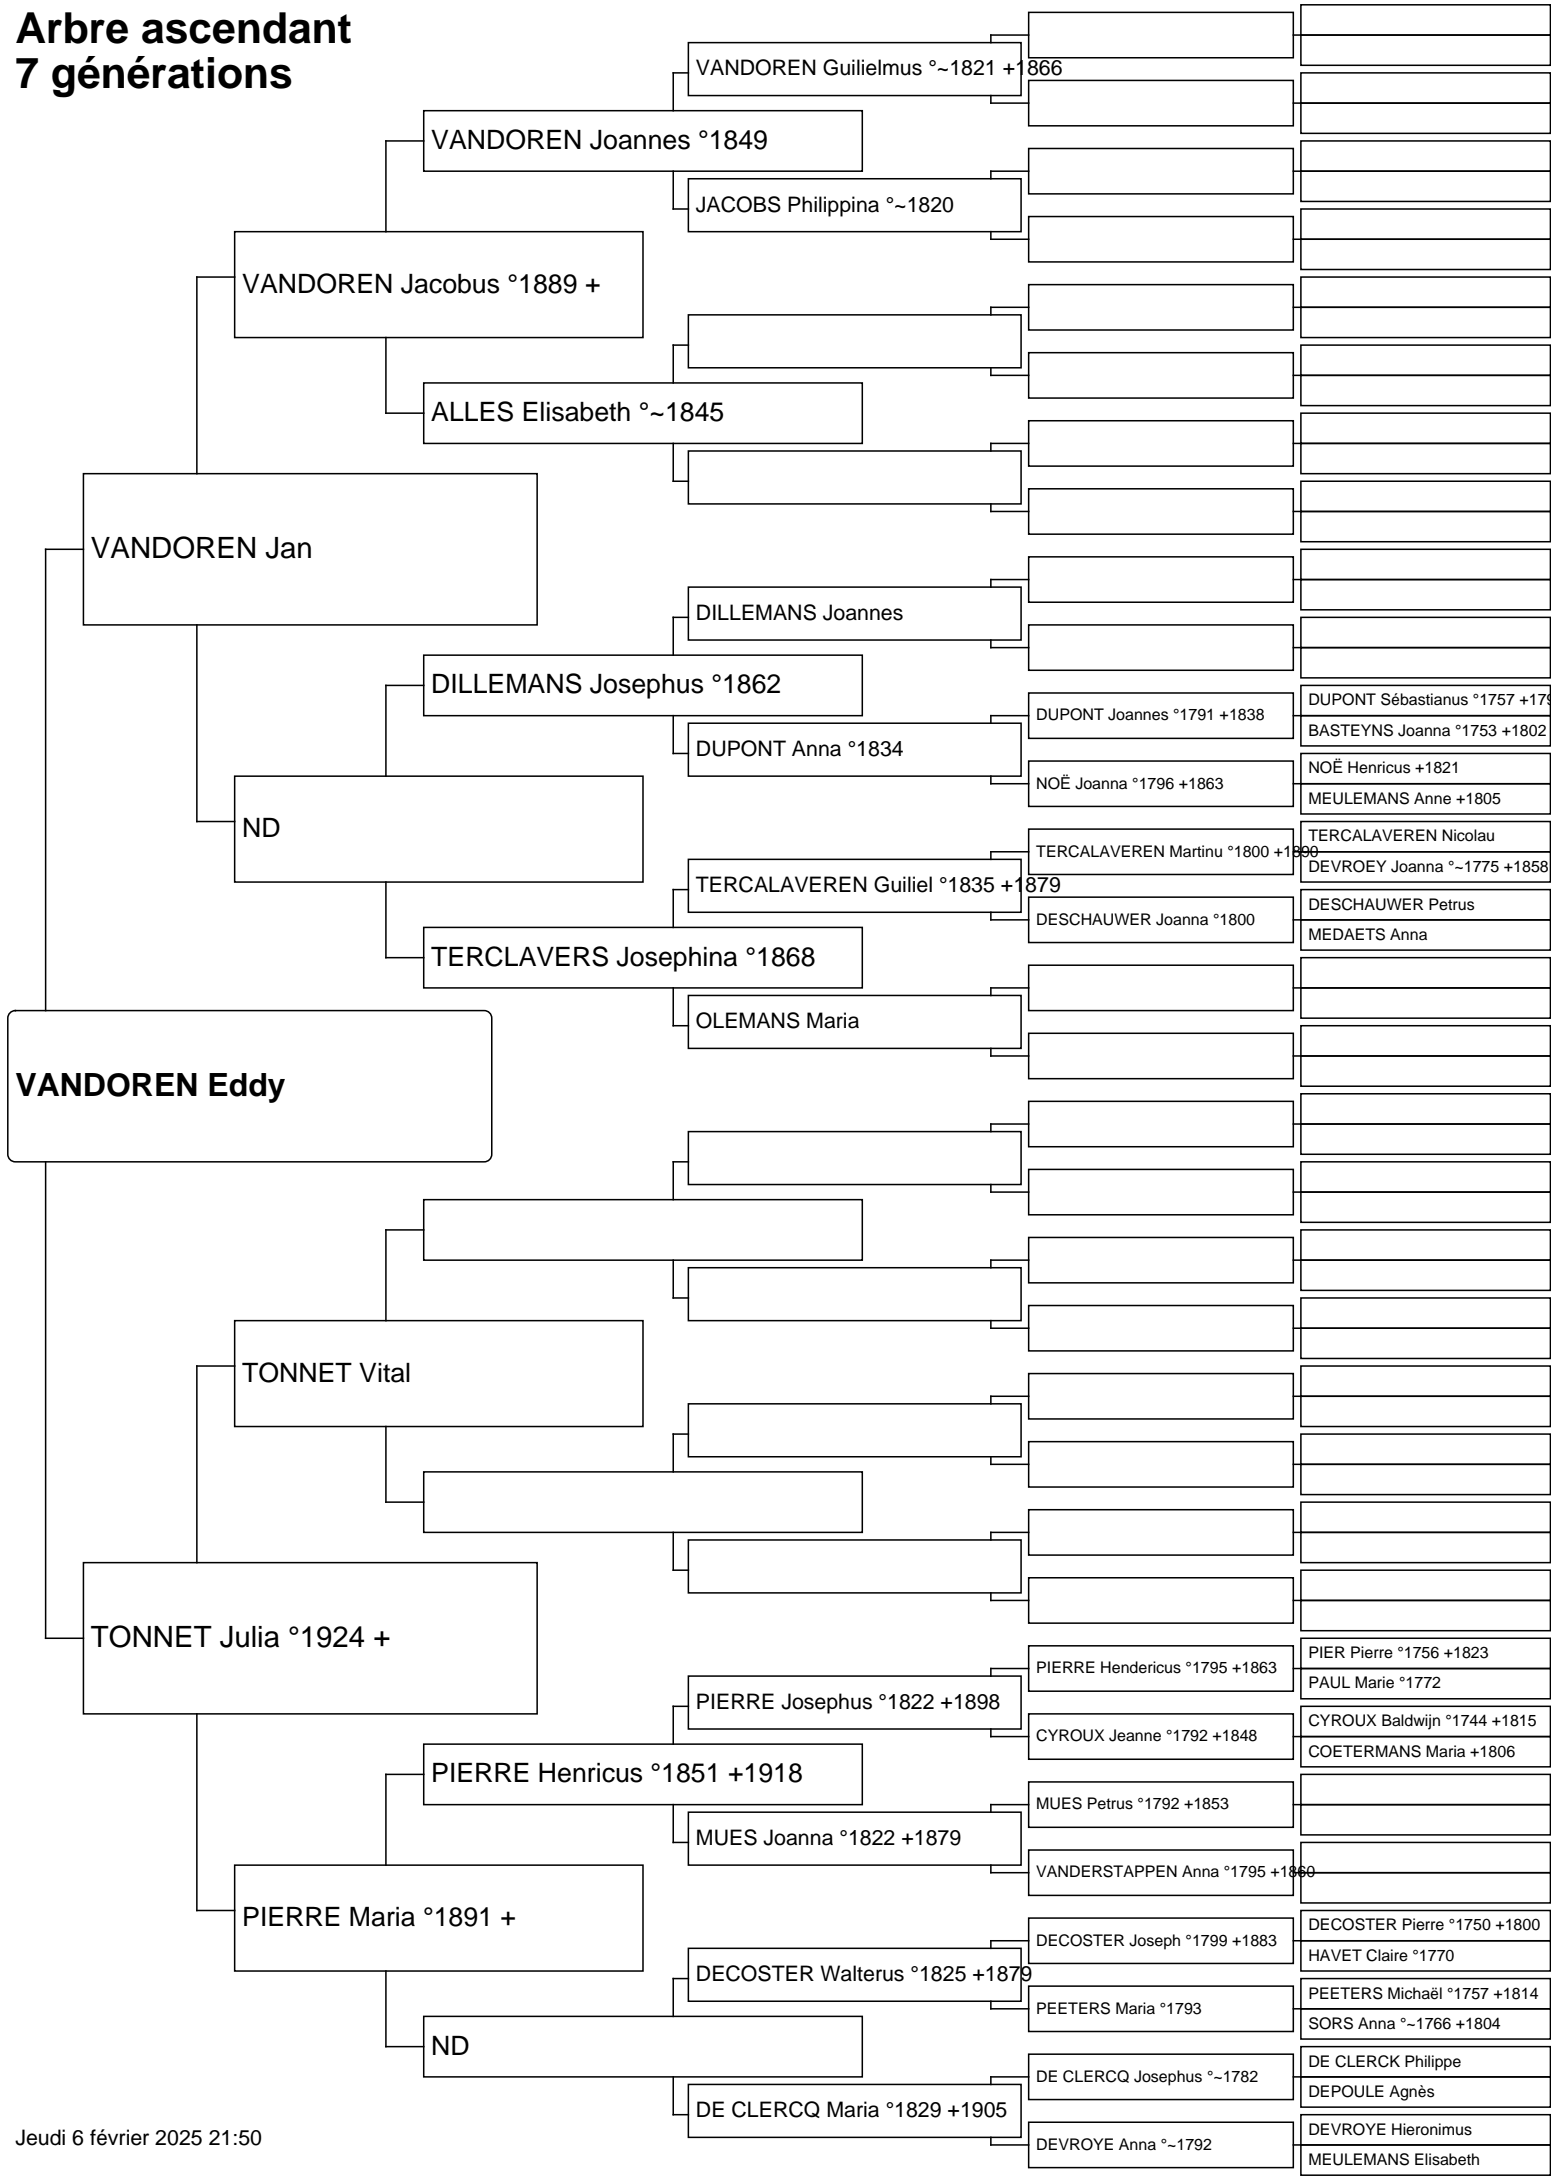 Arbre ascendant
7 générations
VANDOREN Guilielmus °~1821 +1866
VANDOREN Joannes °1849
JACOBS Philippina °~1820
VANDOREN Jacobus °1889 +
ALLES Elisabeth °~1845
VANDOREN Jan
DILLEMANS Joannes
DILLEMANS Josephus °1862
DUPONT Sébastianus °1757 +179
DUPONT Joannes °1791 +1838
BASTEYNS Joanna °1753 +1802
DUPONT Anna °1834
NOË Henricus +1821
NOË Joanna °1796 +1863
MEULEMANS Anne +1805
ND
TERCALAVEREN Nicolau
TERCALAVEREN Martinu °1800 +1890
DEVROEY Joanna °~1775 +1858
TERCALAVEREN Guiliel °1835 +1879
DESCHAUWER Petrus
DESCHAUWER Joanna °1800
MEDAETS Anna
TERCLAVERS Josephina °1868
OLEMANS Maria
VANDOREN Eddy
TONNET Vital
TONNET Julia °1924 +
PIER Pierre °1756 +1823
PIERRE Hendericus °1795 +1863
PAUL Marie °1772
PIERRE Josephus °1822 +1898
CYROUX Baldwijn °1744 +1815
CYROUX Jeanne °1792 +1848
COETERMANS Maria +1806
PIERRE Henricus °1851 +1918
MUES Petrus °1792 +1853
MUES Joanna °1822 +1879
VANDERSTAPPEN Anna °1795 +1860
PIERRE Maria °1891 +
DECOSTER Pierre °1750 +1800
DECOSTER Joseph °1799 +1883
HAVET Claire °1770
DECOSTER Walterus °1825 +1879
PEETERS Michaël °1757 +1814
PEETERS Maria °1793
SORS Anna °~1766 +1804
ND
DE CLERCK Philippe
DE CLERCQ Josephus °~1782
DEPOULE Agnès
DE CLERCQ Maria °1829 +1905
DEVROYE Hieronimus
DEVROYE Anna °~1792
MEULEMANS Elisabeth
Jeudi 6 février 2025 21:50